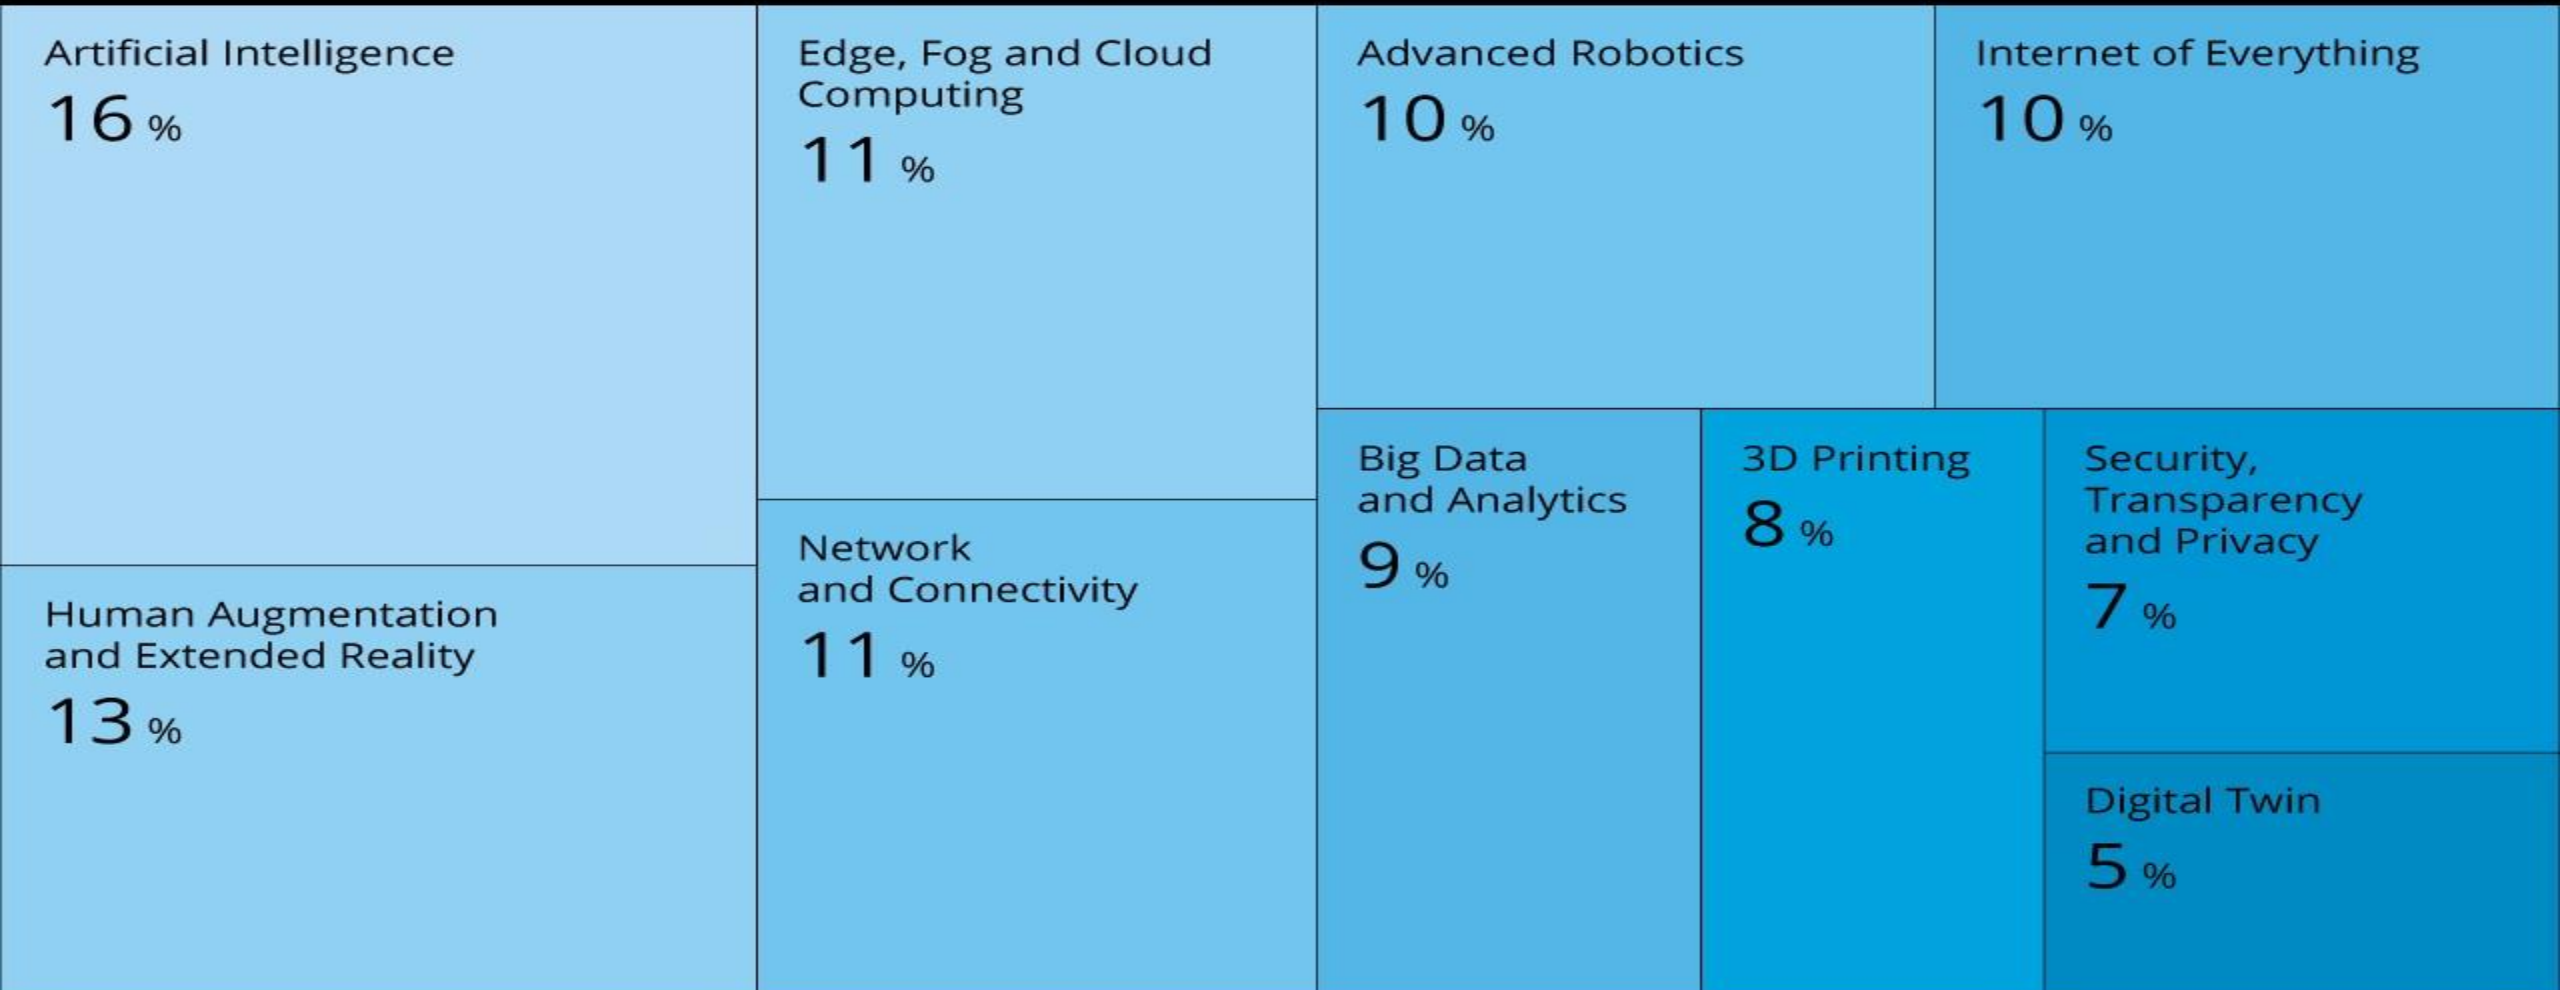 Artificial Intelligence
16 %
Human Augmentation
and Extended Reality
13 %
Edge, Fog and Cloud
Computing
11 %
Network
and Connectivity
11 %
Advanced Robotics
10 %
Internet of Everything
10 %
Big Data
and Analytics
9 %
3D Printing
8 %
Security,
Transparency
and Privacy
7 %
Digital Twin
5 %